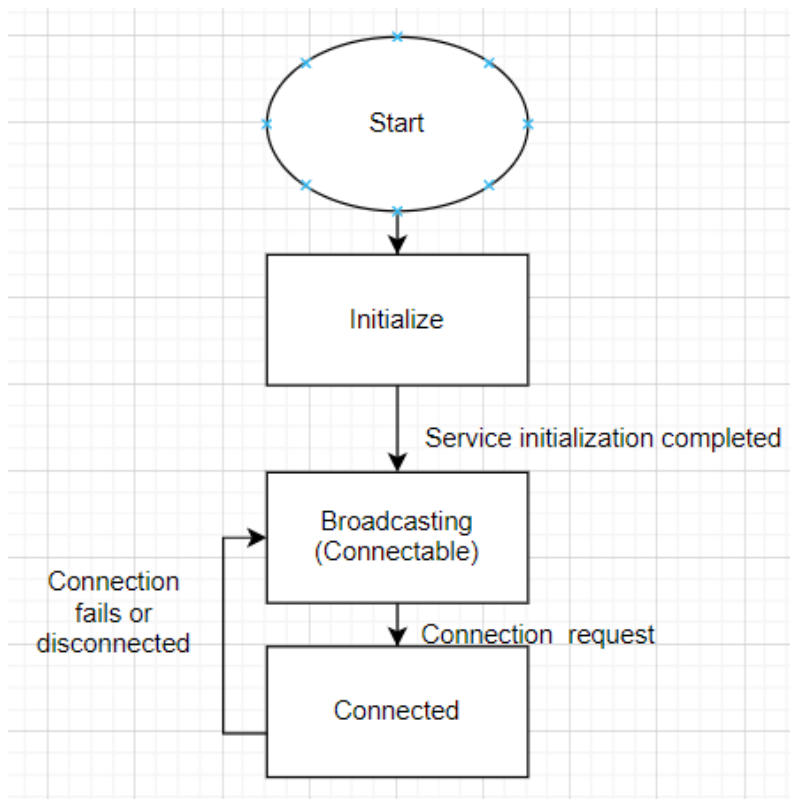 Start
Initialize
Service initialization completed
Broadcasting
(Connectable)
Connection
fails or
disconnected
Connection  request
Connected